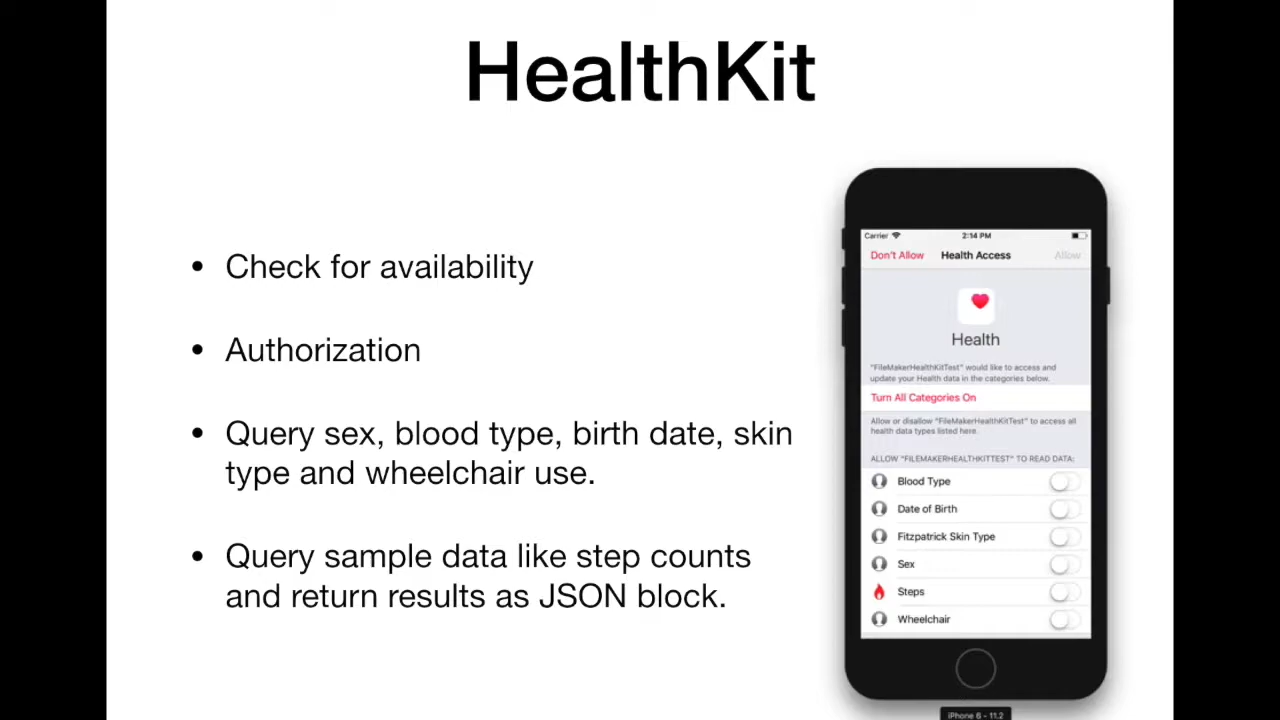 HealthKit
• Check for availability
• Authorization
• Query sex, blood type, birth date, skin
type and wheelchair use.
• Query sample data like step counts
and return results as JSON block.
Carrier 2:14 PM
Don't Allow Health Access Allow
Health
"FileMakerHealthKitTest" would like to access and
update your Health data in the categories below.
Turn All Categories On
Allow or disallow "FileMakerHealthKitTest" to access all
health data types listed here.
ALLOW "FILEMAKERHEALTHKITTEST" TO READ DATA:
Blood Type
Date of Birth
Fitzpatrick Skin Type
Sex
Steps
Wheelchair
iPhone 6 - 11.2